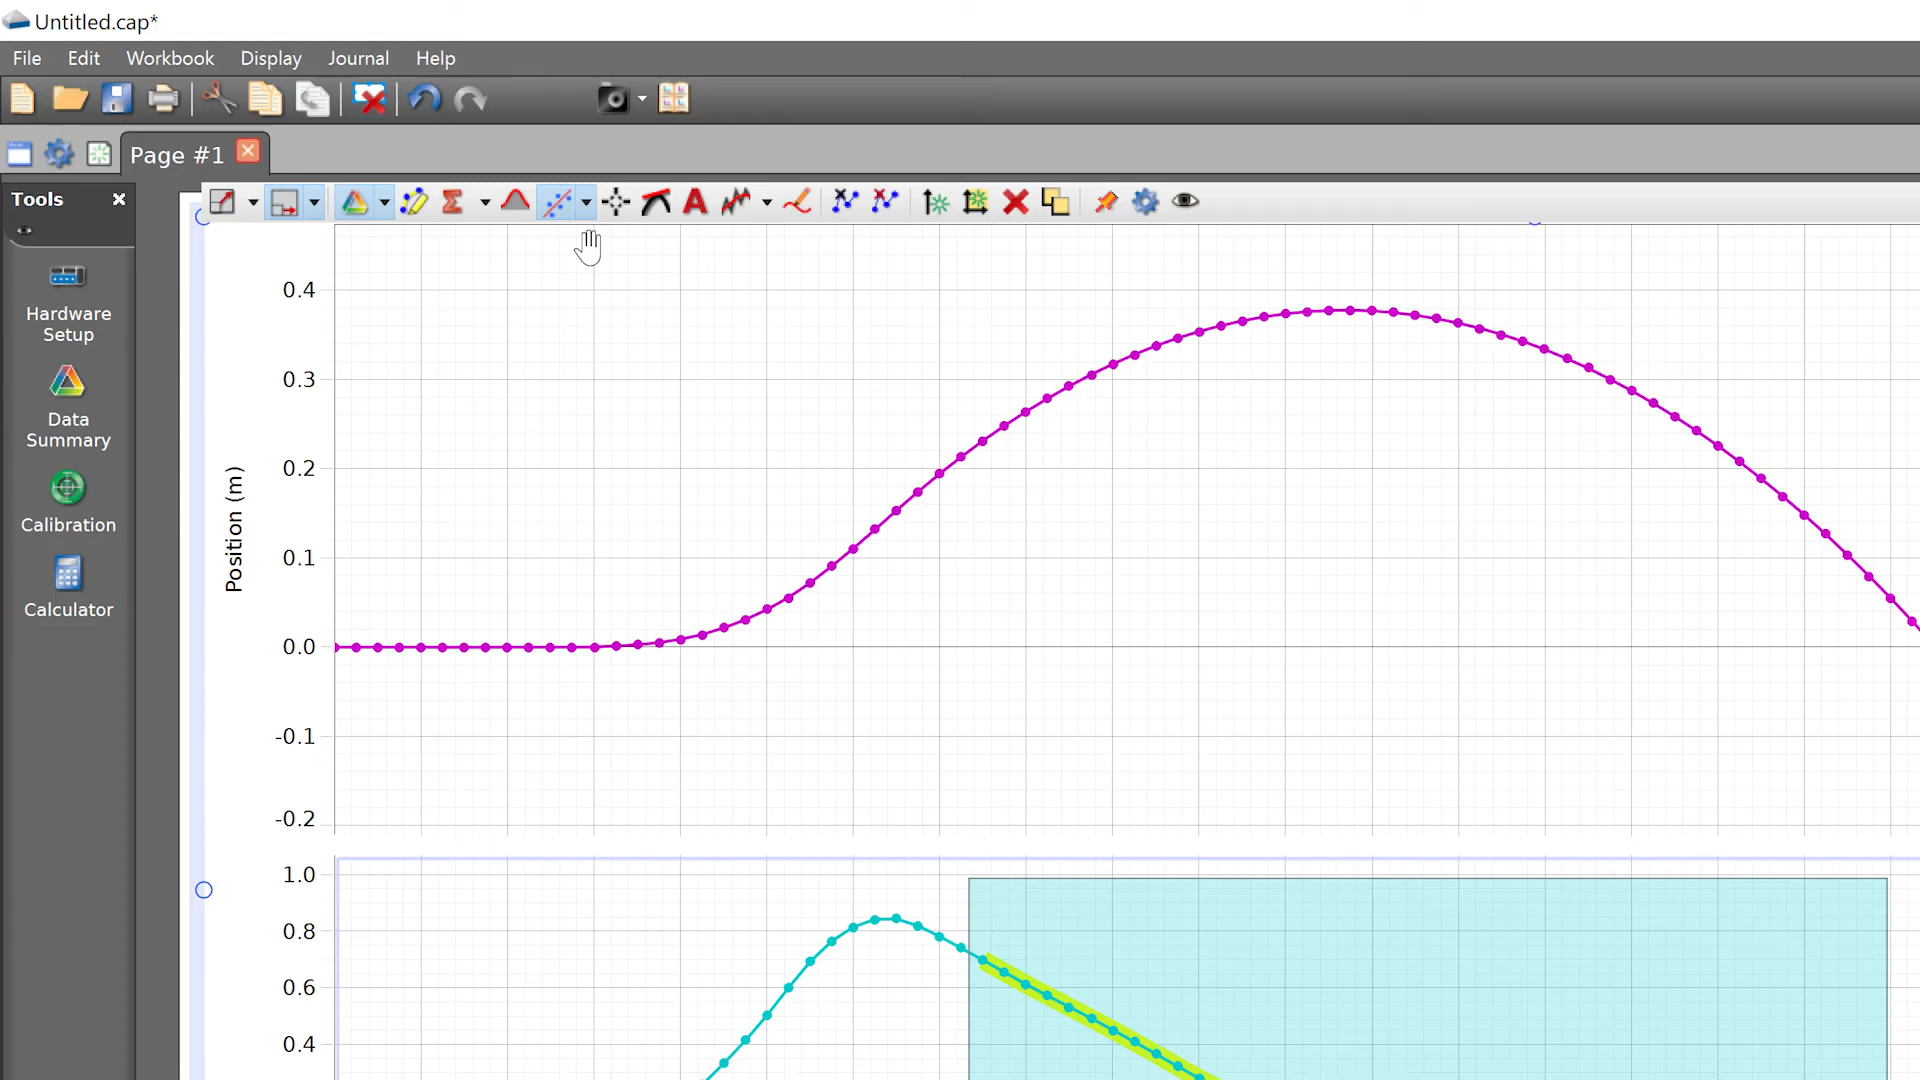 Untitled.cap*
File Edit Workbook Display Journal Help
Page #1
Tools
Hardware
Setup
Data
Summary
Calibration
Calculator
Position (m)
0.4
0.3
0.2
0.1
0.0
-0.1
-0.2
1.0
0.8
0.6
0.4